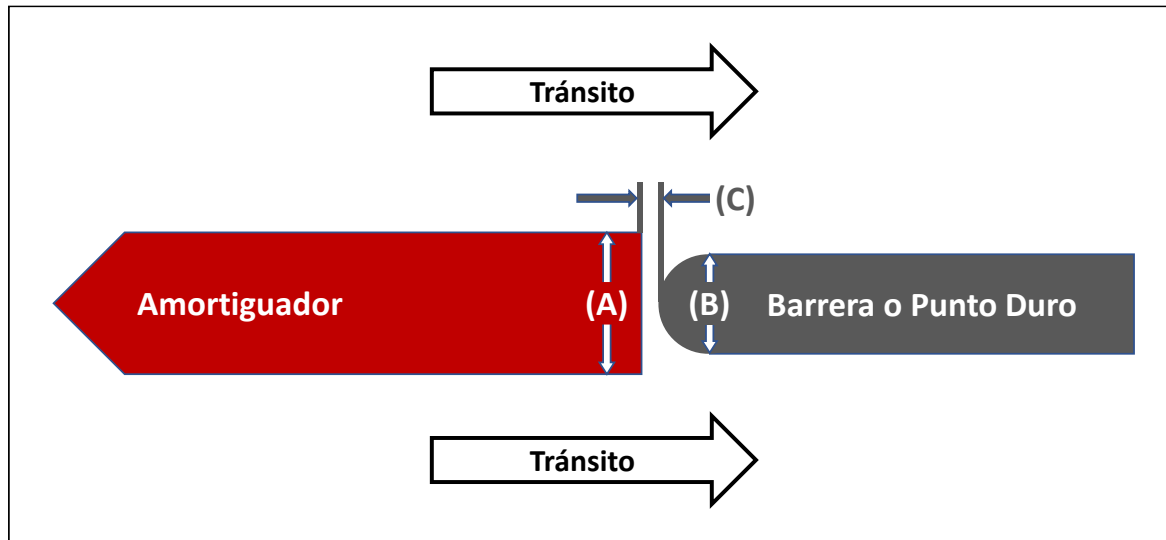 Tránsito
(C)
Amortiguador
(A)
(B)
Barrera o Punto Duro
Tránsito